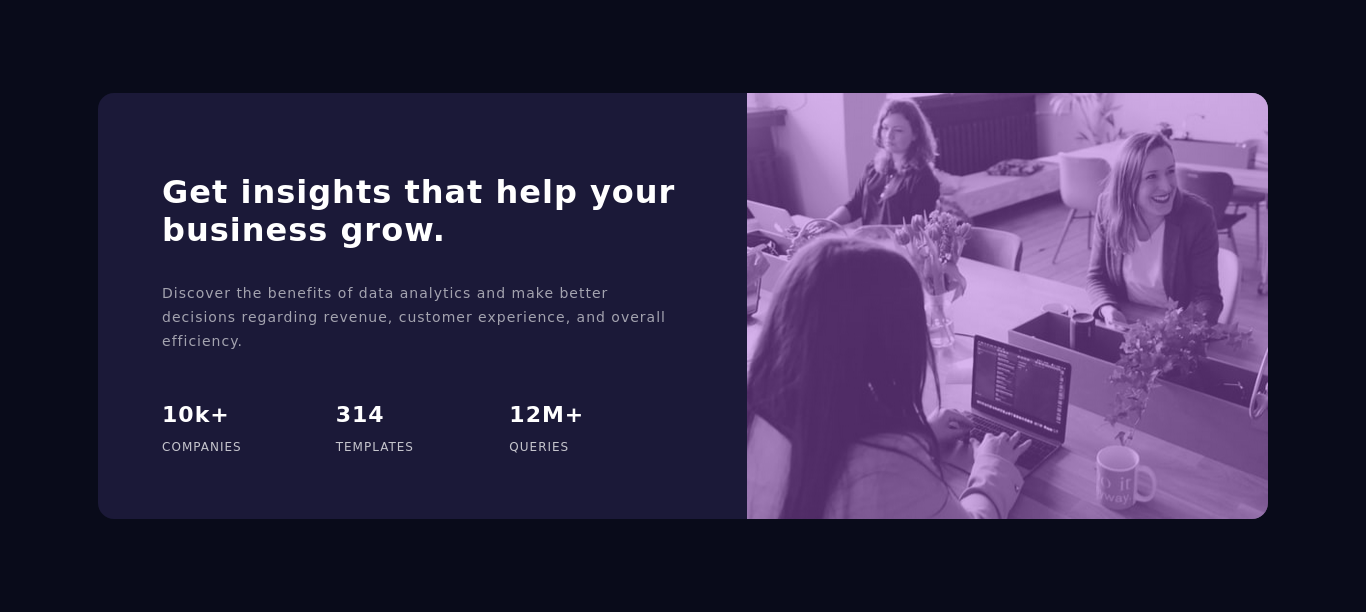 Get insights that help your
business grow.
Discover the benefits of data analytics and make better
decisions regarding revenue, customer experience, and overall
efficiency.
10k+ 314 12M+
COMPANIES TEMPLATES QUERIES